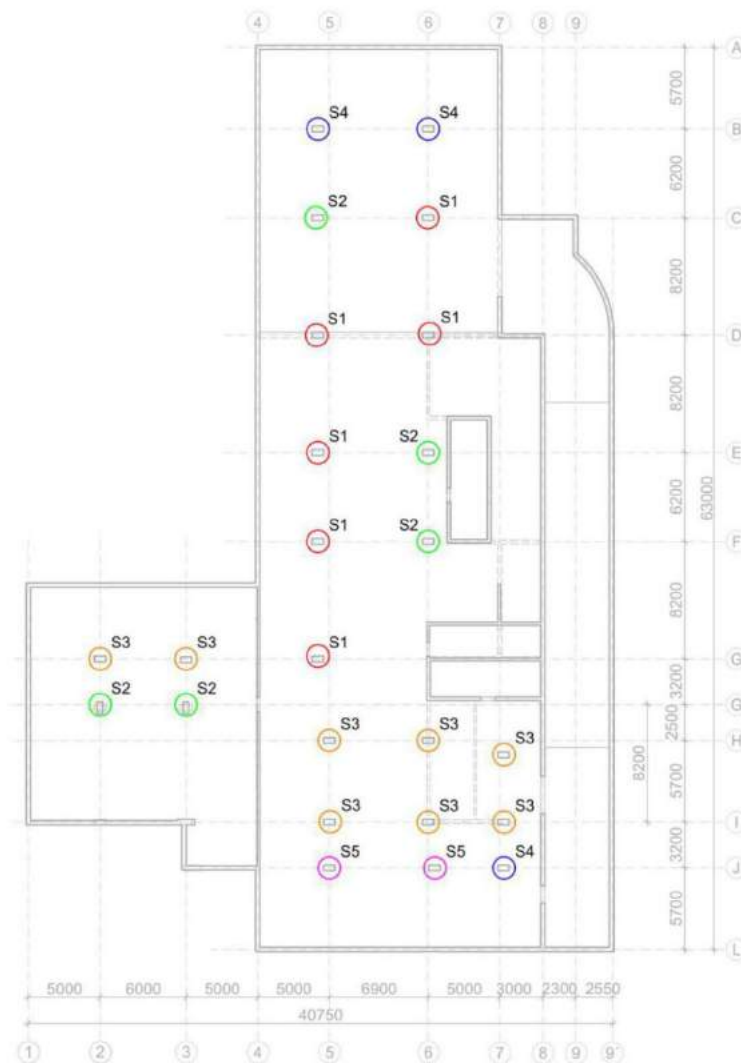 4 5 6 7 8 9
A
5700
S4 S4
B
6200
S2 S1
C
8200
S1 S1
D
8200
S1 S2
E
6200
63000
S1 S2
F
8200
S3 S3 S1
G
3200
S2 S2
G
2500
S3 S3 S3
H
8200
5700
S3 S3 S3
I
3200
S5 S5 S4
J
5700
L
5000 6000 5000 5000 6900 5000 3000 2300 2550
40750
1 2 3 4 5 6 7 8 9 9'